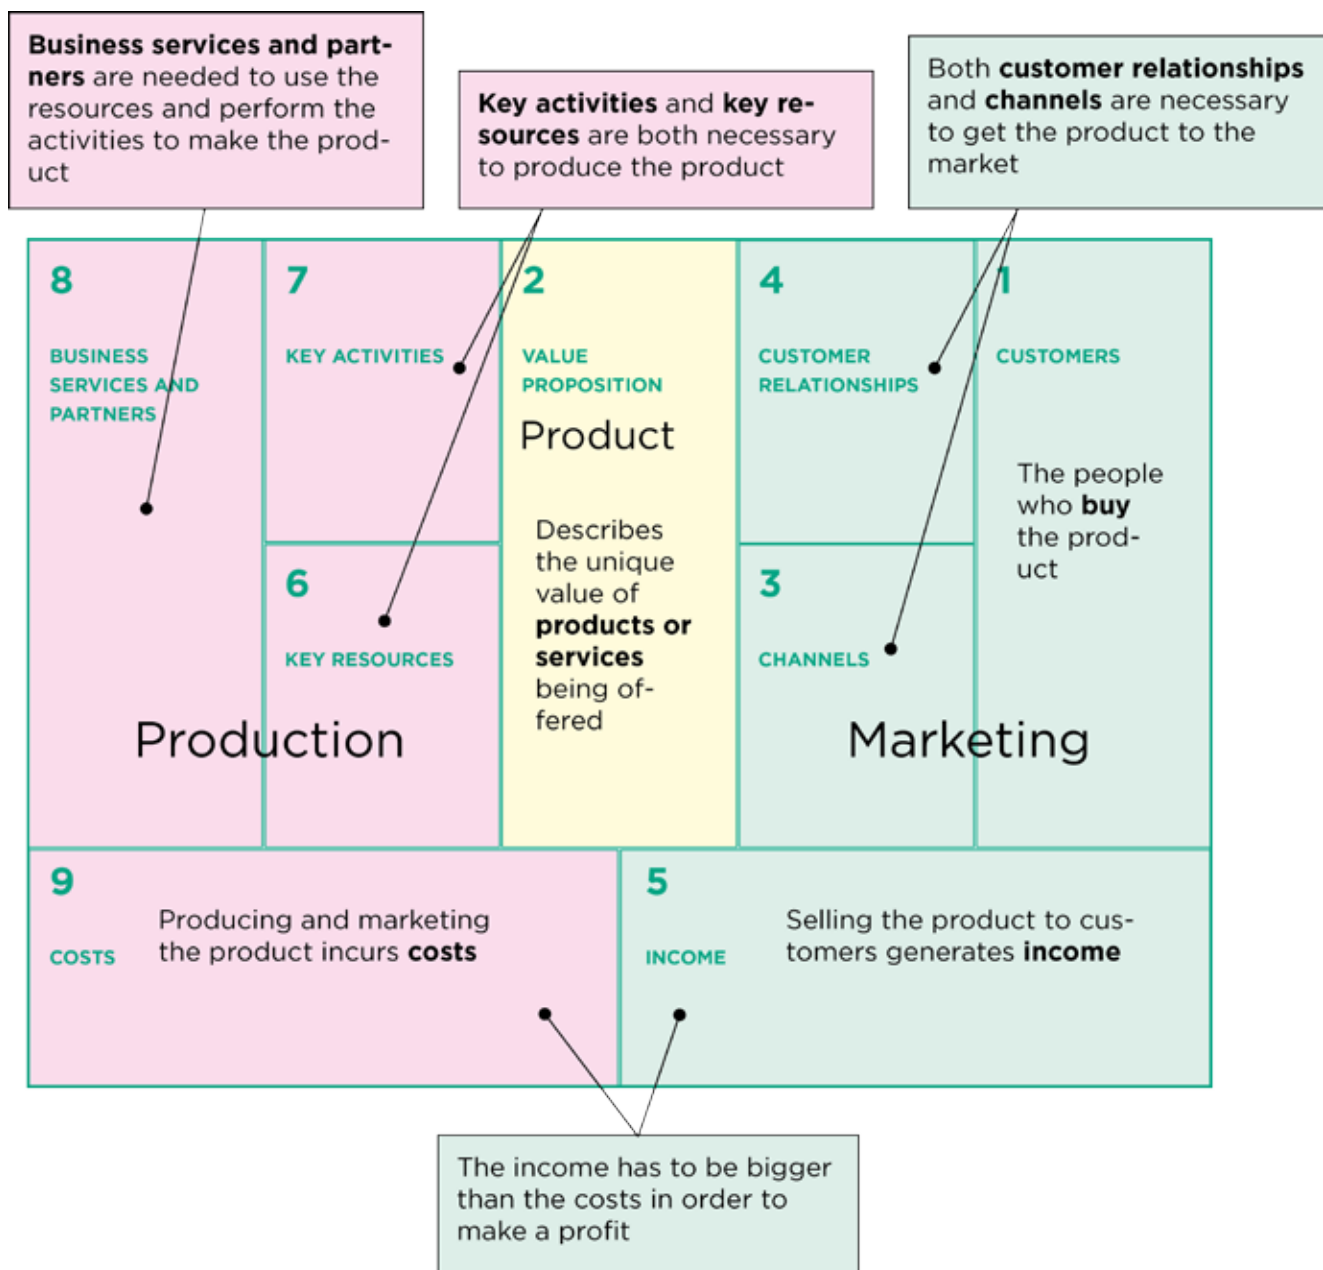 Business services and part-
ners are needed to use the
resources and perform the
activities to make the prod-
uct
Key activities and key re-
sources are both necessary
to produce the product
Both customer relationships
and channels are necessary
to get the product to the
market
8
BUSINESS
SERVICES AND
PARTNERS
7
KEY ACTIVITIES
6
KEY RESOURCES
Production
2
VALUE
PROPOSITION
Product
Describes
the unique
value of
products or
services
being of-
fered
4
CUSTOMER
RELATIONSHIPS
3
CHANNELS
1
CUSTOMERS
The people
who buy
the prod-
uct
Marketing
9
COSTS
Producing and marketing
the product incurs costs
5
INCOME
Selling the product to cus-
tomers generates income
The income has to be bigger
than the costs in order to
make a profit